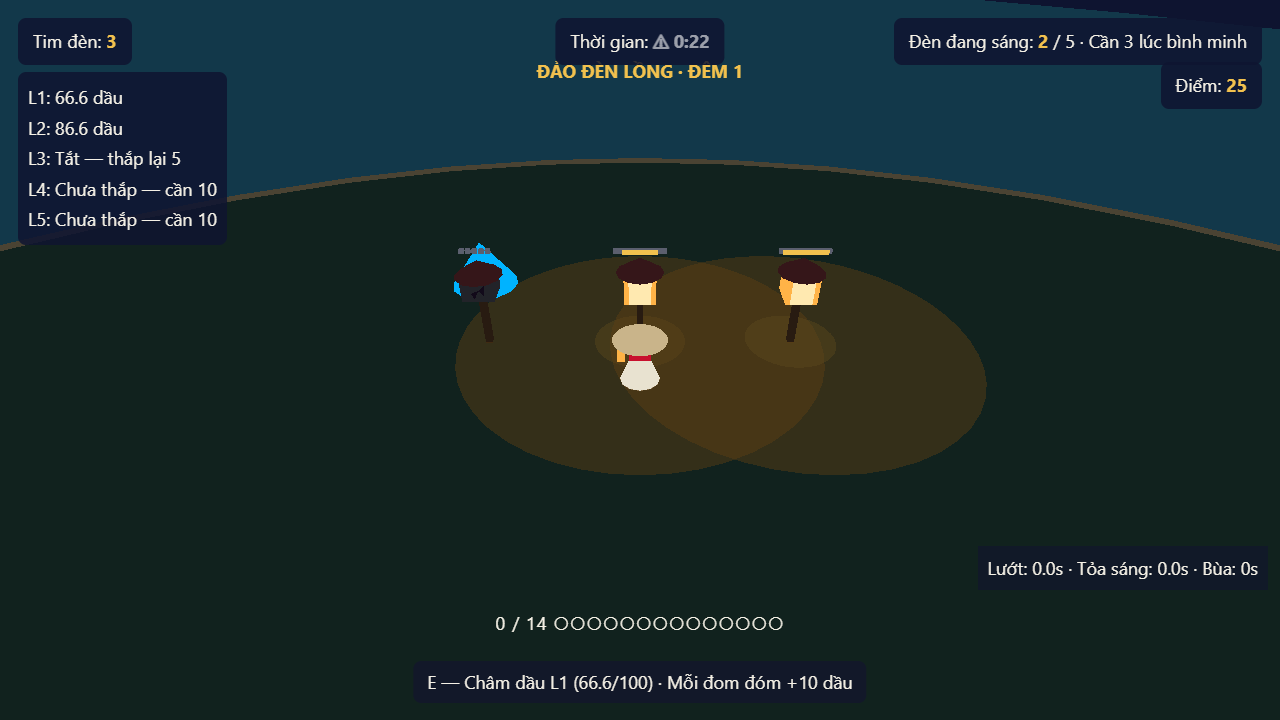 Tim đèn: 3
Thời gian: ⚠ 0:22
Đèn đang sáng: 2 / 5 · Cần 3 lúc bình minh
ĐẢO ĐÈN LỒNG · ĐÊM 1
Điểm: 25
L1: 66.6 dầu
L2: 86.6 dầu
L3: Tắt — thắp lại 5
L4: Chưa thắp — cần 10
L5: Chưa thắp — cần 10
Lướt: 0.0s · Tỏa sáng: 0.0s · Bùa: 0s
0 / 14 ○○○○○○○○○○○○○○
E — Châm dầu L1 (66.6/100) · Mỗi đom đóm +10 dầu